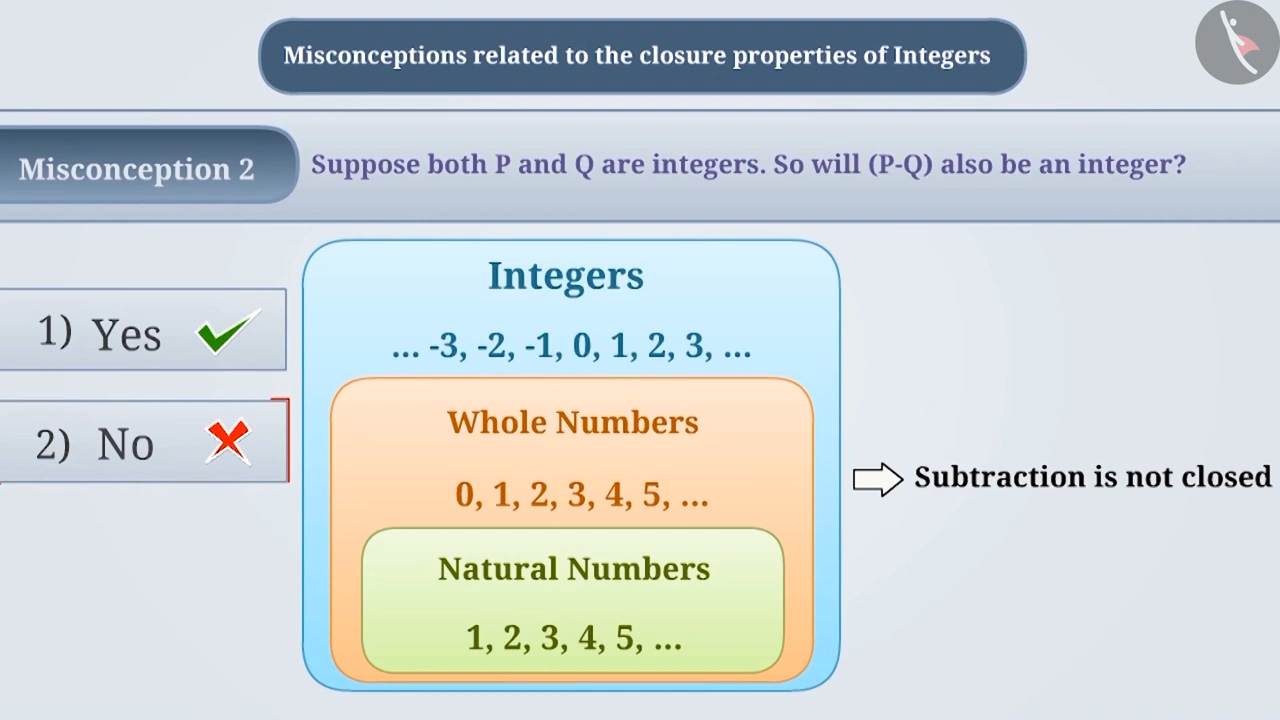 Misconceptions related to the closure properties of Integers
Misconception 2
Suppose both P and Q are integers. So will (P-Q) also be an integer?
1) Yes
2) No
Integers
... -3, -2, -1, 0, 1, 2, 3, ...
Whole Numbers
0, 1, 2, 3, 4, 5, ...
Natural Numbers
1, 2, 3, 4, 5, ...
Subtraction is not closed